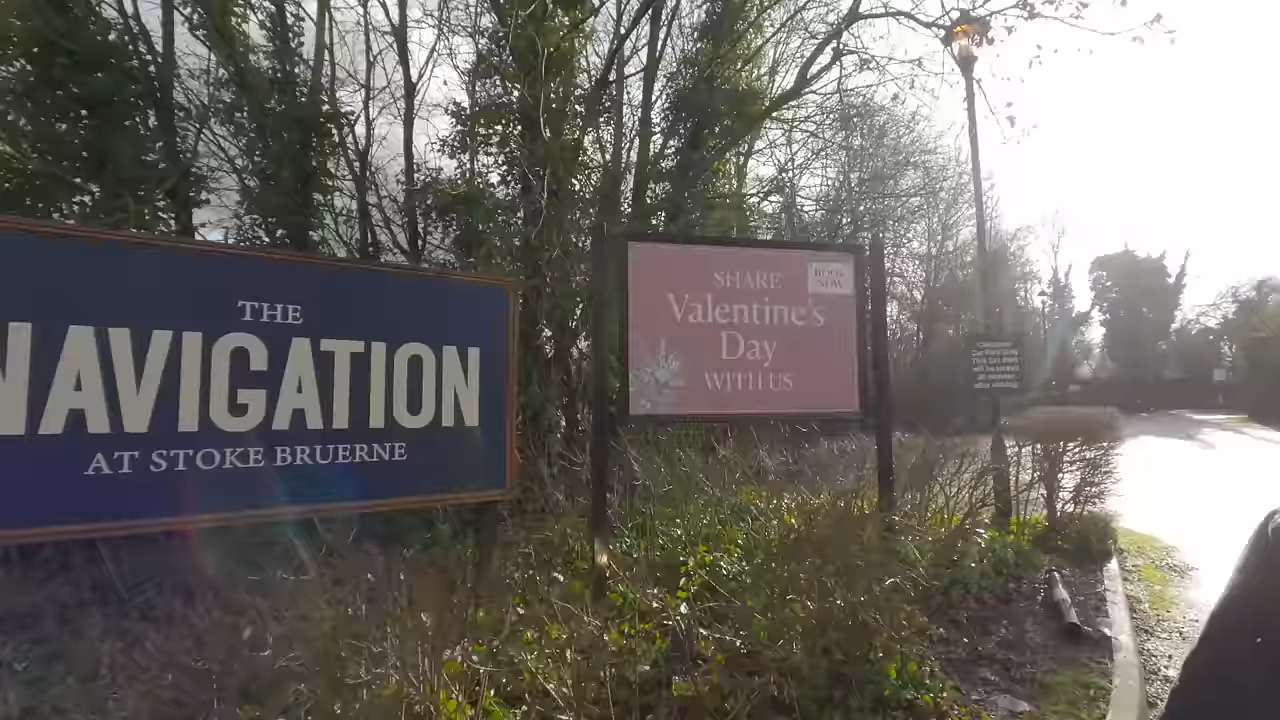 THE
NAVIGATION
AT STOKE BRUERNE
SHARE
Valentine's
Day
WITH US
BOOK
NOW